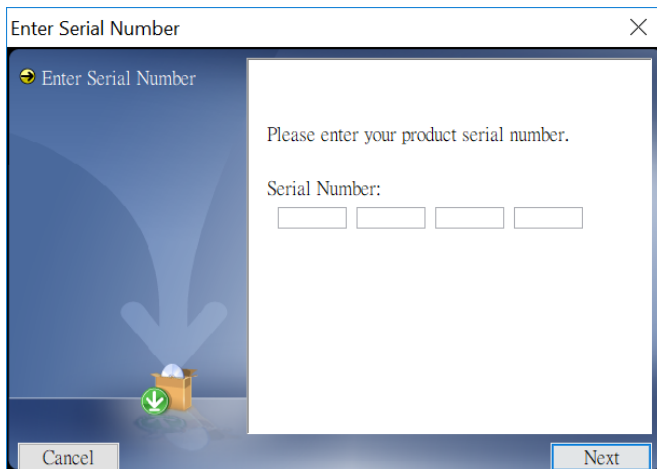 Enter Serial Number
Enter Serial Number
Please enter your product serial number.
Serial Number:
Cancel
Next